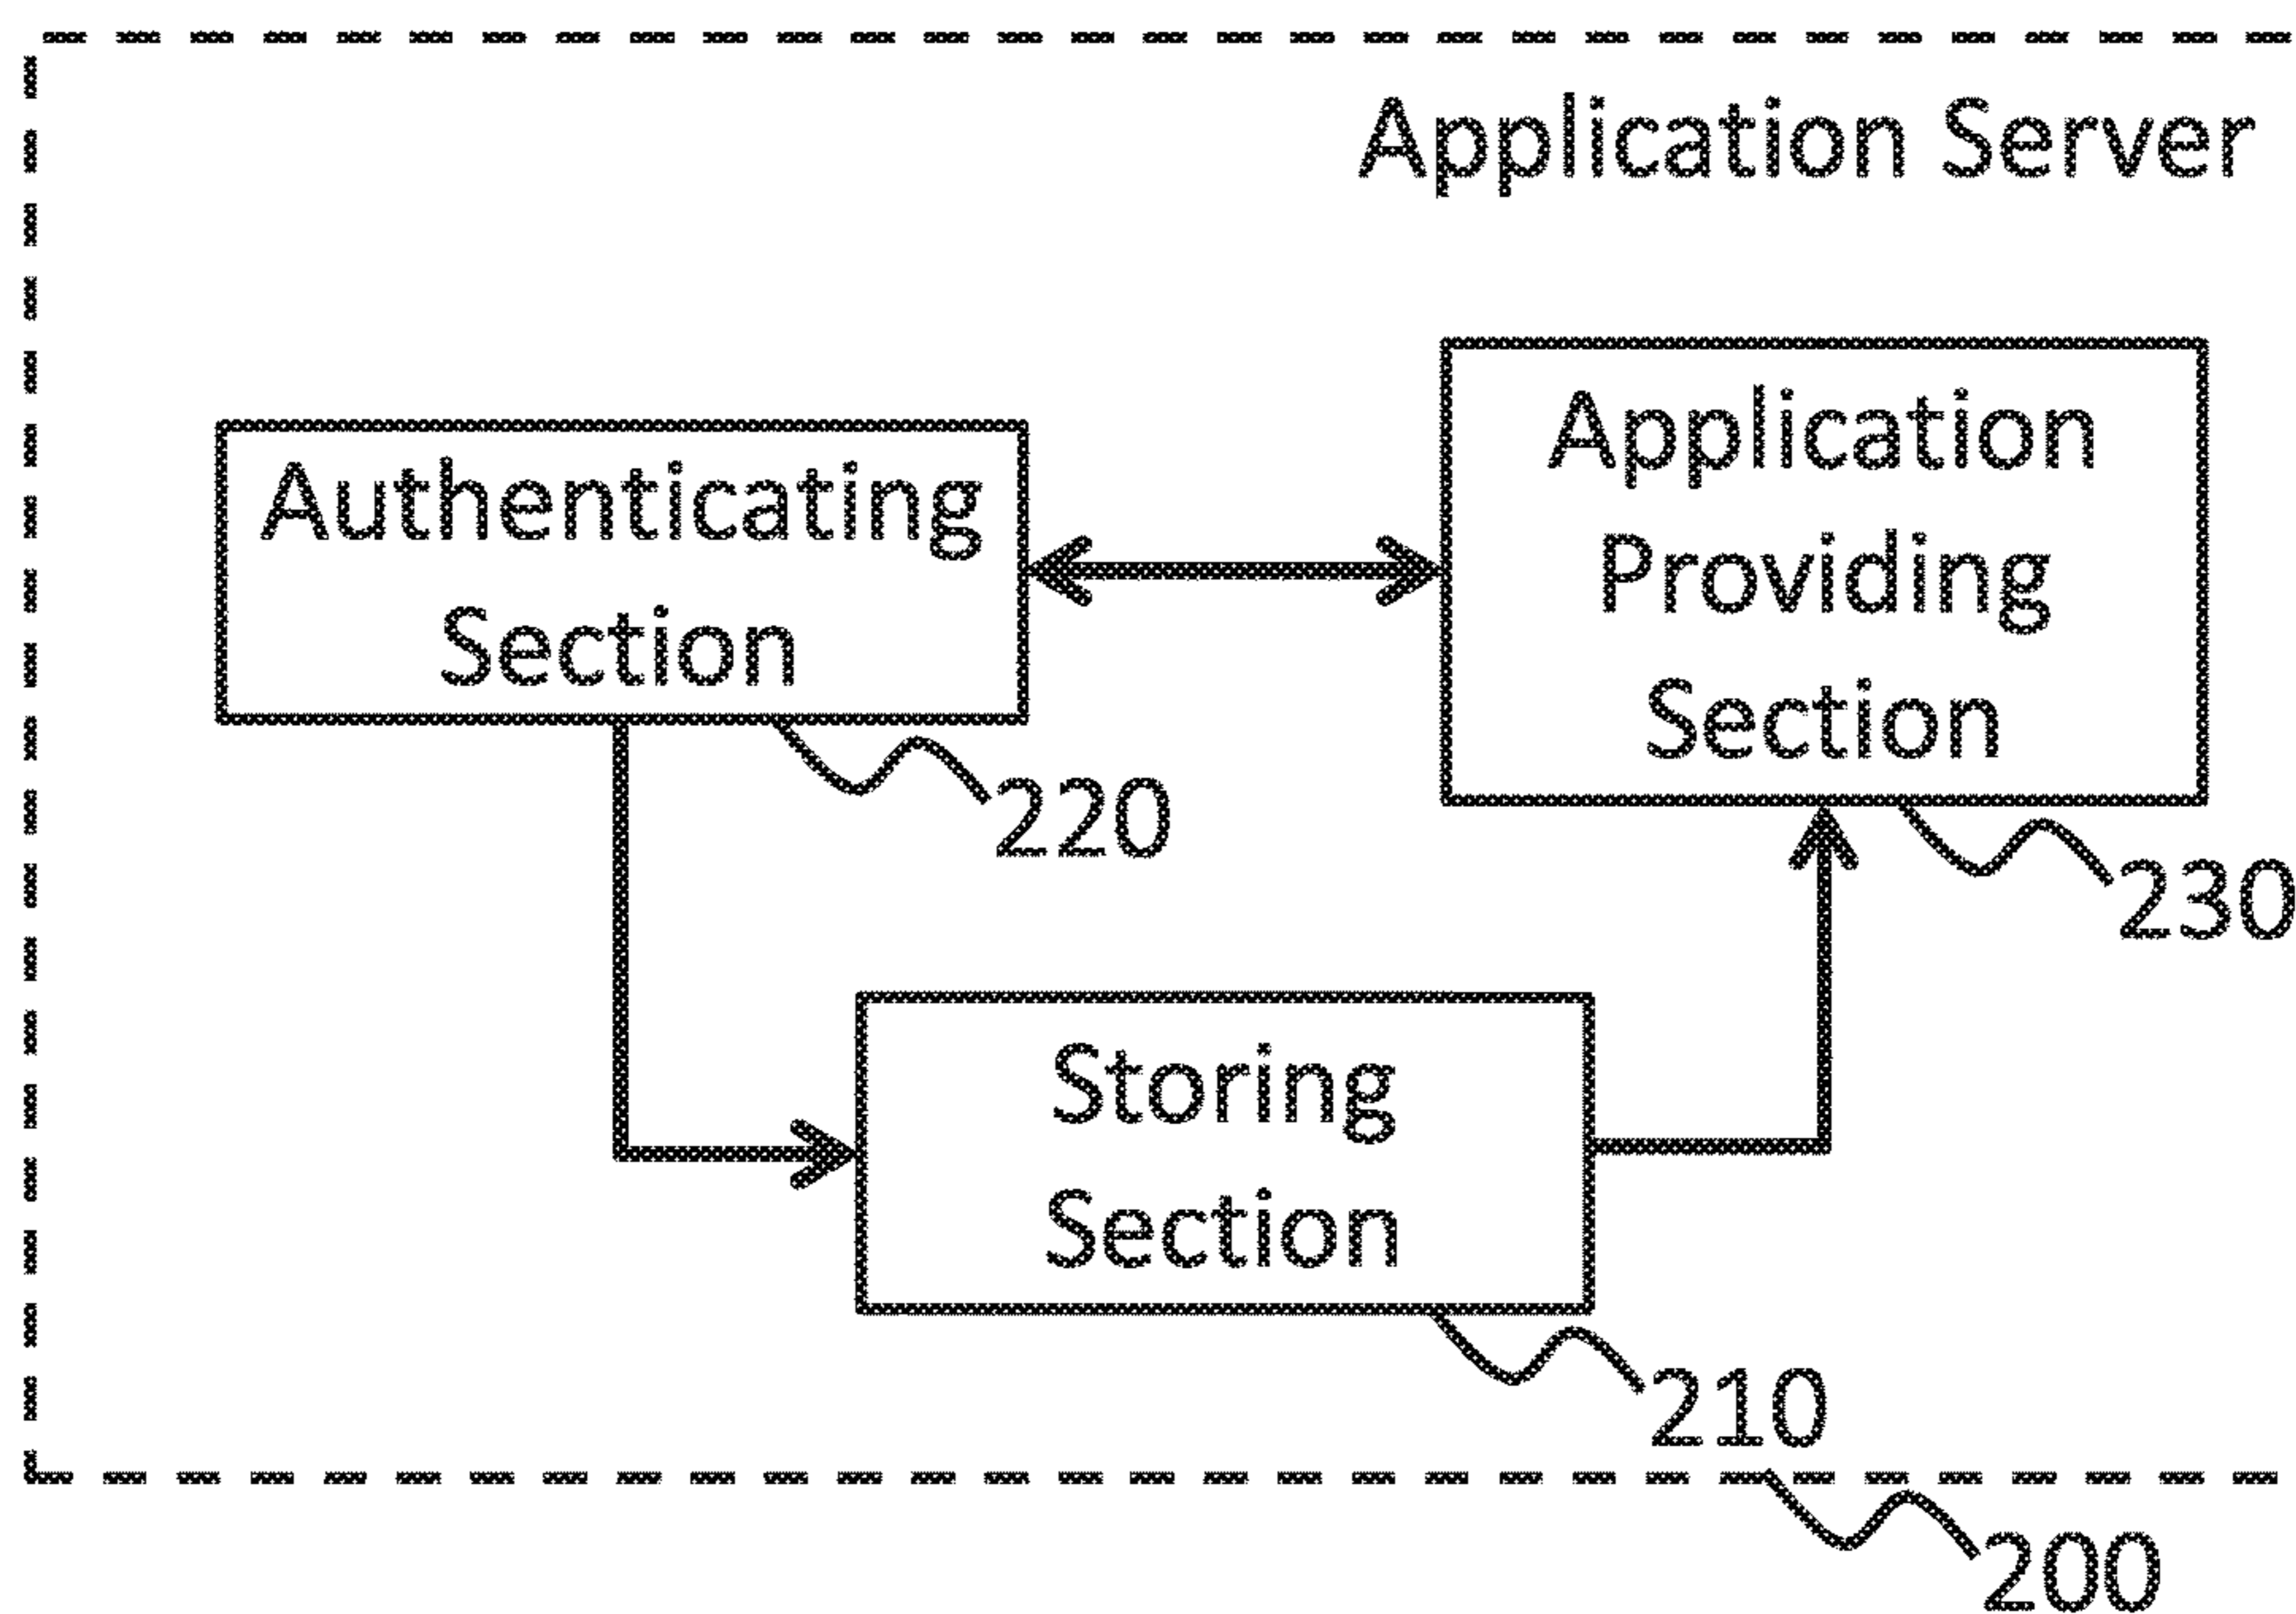 Application Server
Authenticating
Section
220
Application
Providing
Section
230
Storing
Section
210
200